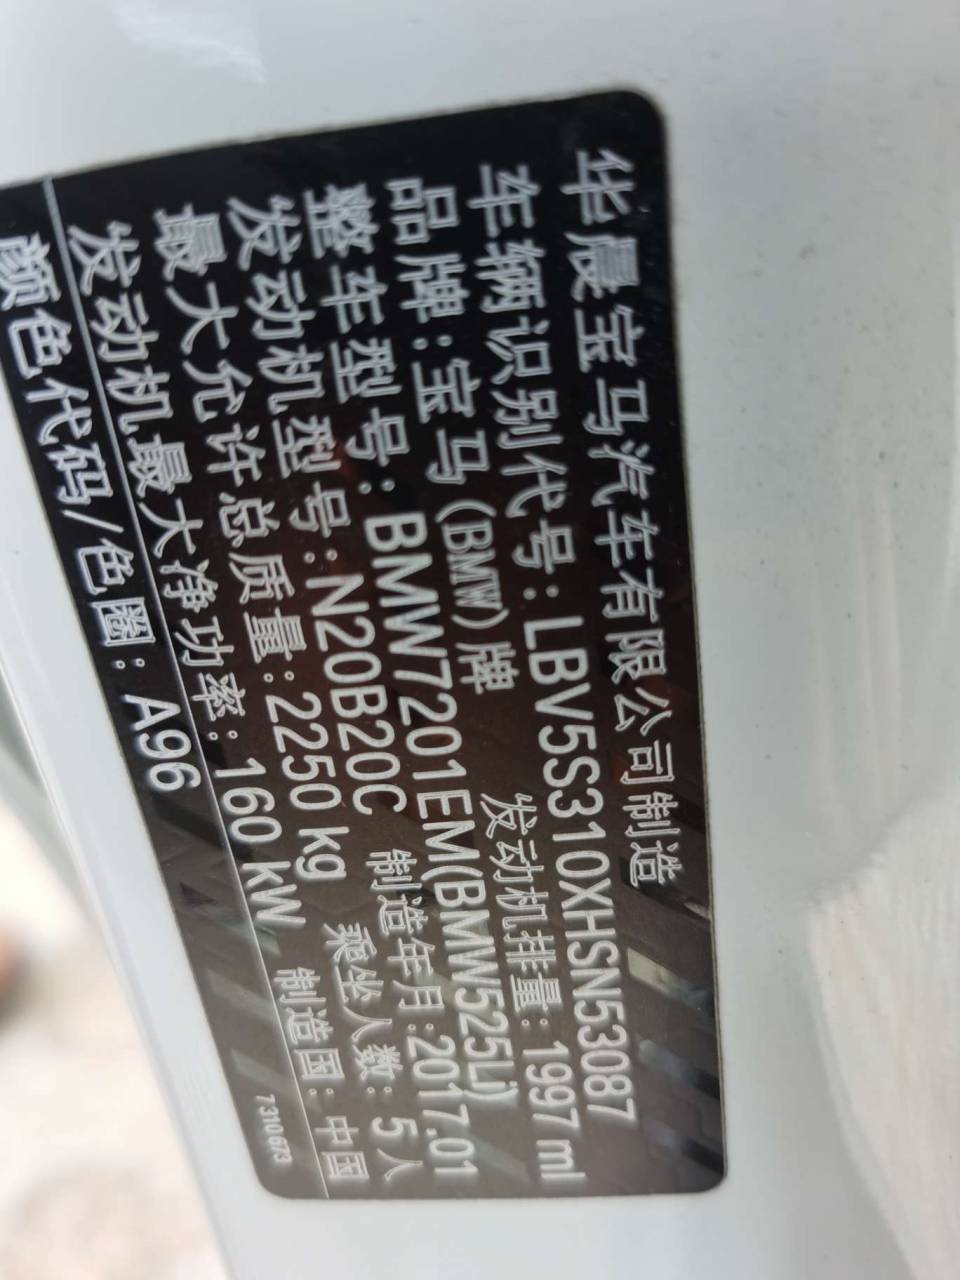 华晨宝马汽车有限公司制造
车辆识别代号：LBV5S310XHSN53087
品牌：宝马（BMW）牌 发动机排量：1997 ml
整车型号：BMW7201EM(BMW525Li)
发动机型号：N20B20C 制造年月：2017.01
最大允许总质量：2250 kg 乘坐人数：5人
发动机最大净功率：160 kW 制造国：中国
颜色代码/色圈：A96 7310673